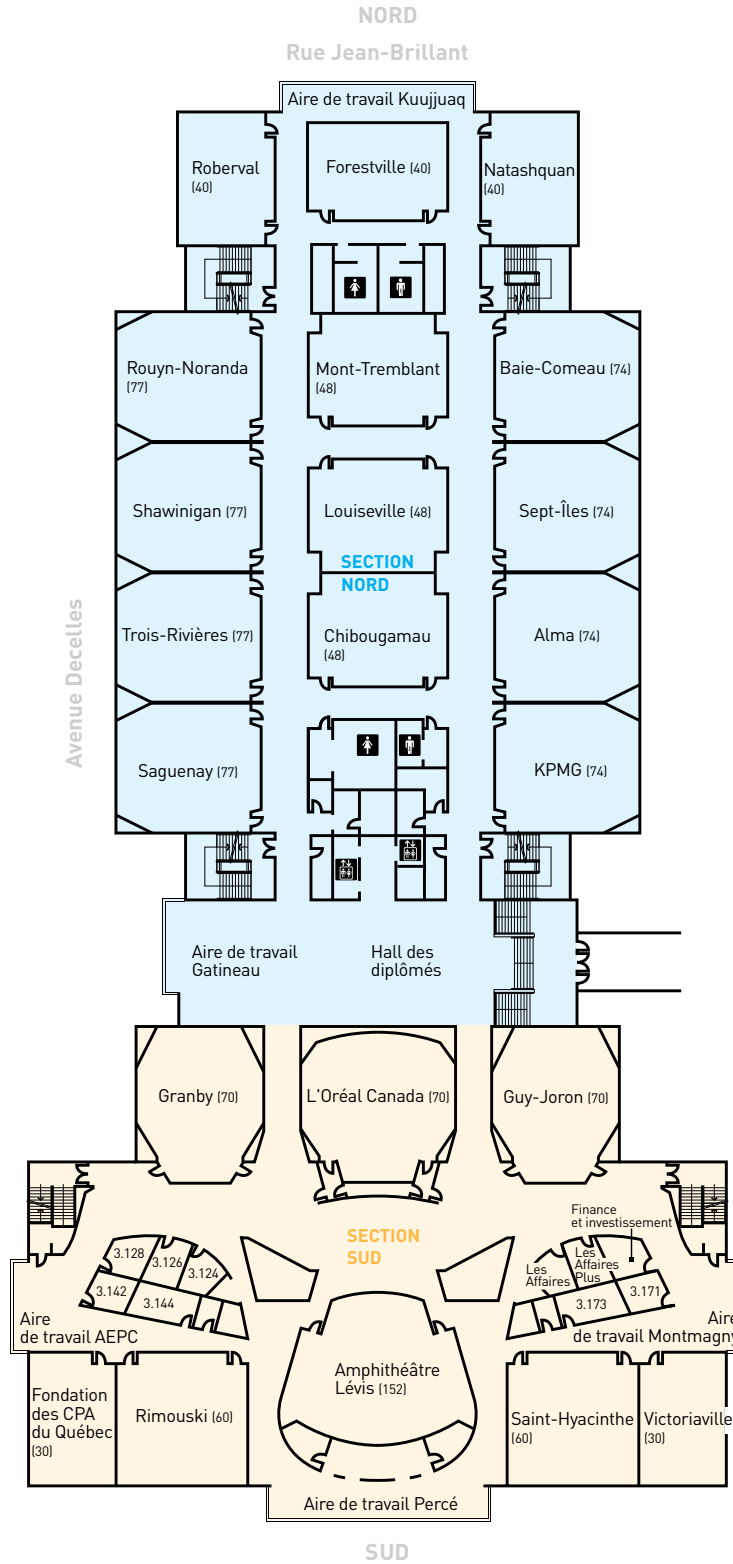 NORD
Rue Jean-Brillant
Aire de travail Kuujjuaq
Roberval
(40)
Forestville (40)
Natashquan
(40)
Rouyn-Noranda
(77)
Mont-Tremblant
(48)
Baie-Comeau (74)
Shawinigan (77)
Louiseville (48)
Sept-Îles (74)
SECTION
NORD
Avenue Decelles
Trois-Rivières (77)
Chibougamau
(48)
Alma (74)
Saguenay (77)
KPMG (74)
Aire de travail
Gatineau
Hall des
diplômés
Granby (70)
L'Oréal Canada (70)
Guy-Joron (70)
SECTION
SUD
Finance
et investissement
3.128
3.126
3.124
3.142
3.144
Les
Affaires
Les
Affaires
Plus
3.173
3.171
Aire
de travail AEPC
Aire
de travail Montmagny
Fondation
des CPA
du Québec
(30)
Rimouski (60)
Amphithéâtre
Lévis (152)
Saint-Hyacinthe
(60)
Victoriaville
(30)
Aire de travail Percé
SUD